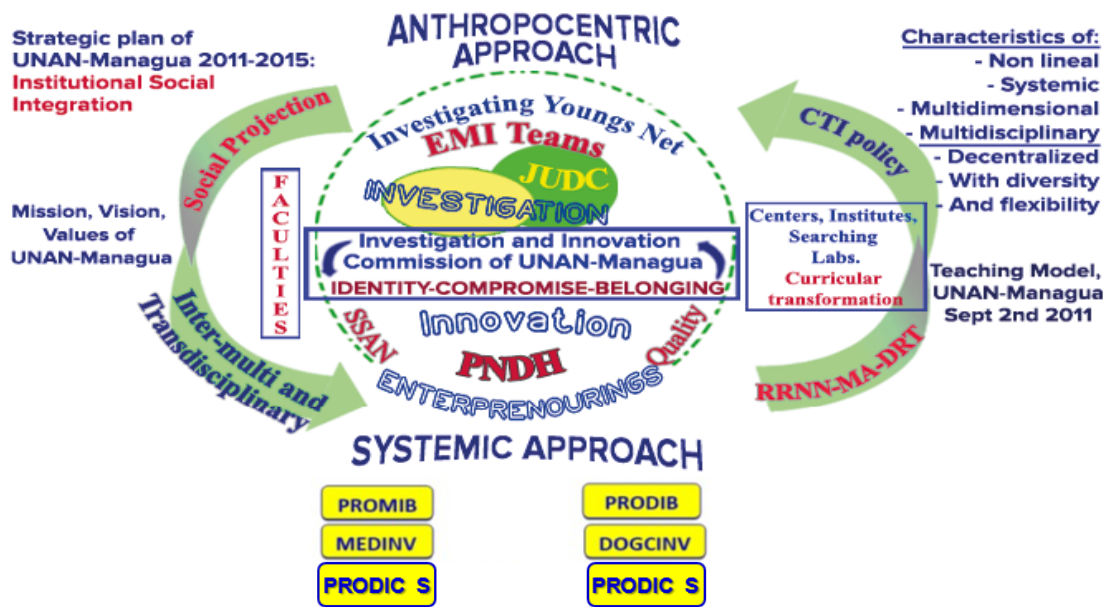 ANTHROPOCENTRIC
APPROACH
Strategic plan of
UNAN-Managua 2011-2015:
Institutional Social
Integration
Social Projection
Mission, Vision,
Values of
UNAN-Managua
Inter-multi and
Transdisciplinary
FACULTIES
Investigating Youngs Net
EMI Teams
JUDC
INVESTIGATION
Investigation and Innovation
Commission of UNAN-Managua
IDENTITY-COMPROMISE-BELONGING
Innovation
SSAN
PNDH
Quality
ENTERPRENOURINGS
Characteristics of:
- Non lineal
- Systemic
- Multidimensional
- Multidisciplinary
- Decentralized
- With diversity
- And flexibility
CTI policy
Centers, Institutes,
Searching
Labs.
Curricular
transformation
Teaching Model,
UNAN-Managua
Sept 2nd 2011
RRNN-MA-DRT
SYSTEMIC APPROACH
PROMIB
MEDINV
PRODIC S
PRODIB
DOGCINV
PRODIC S